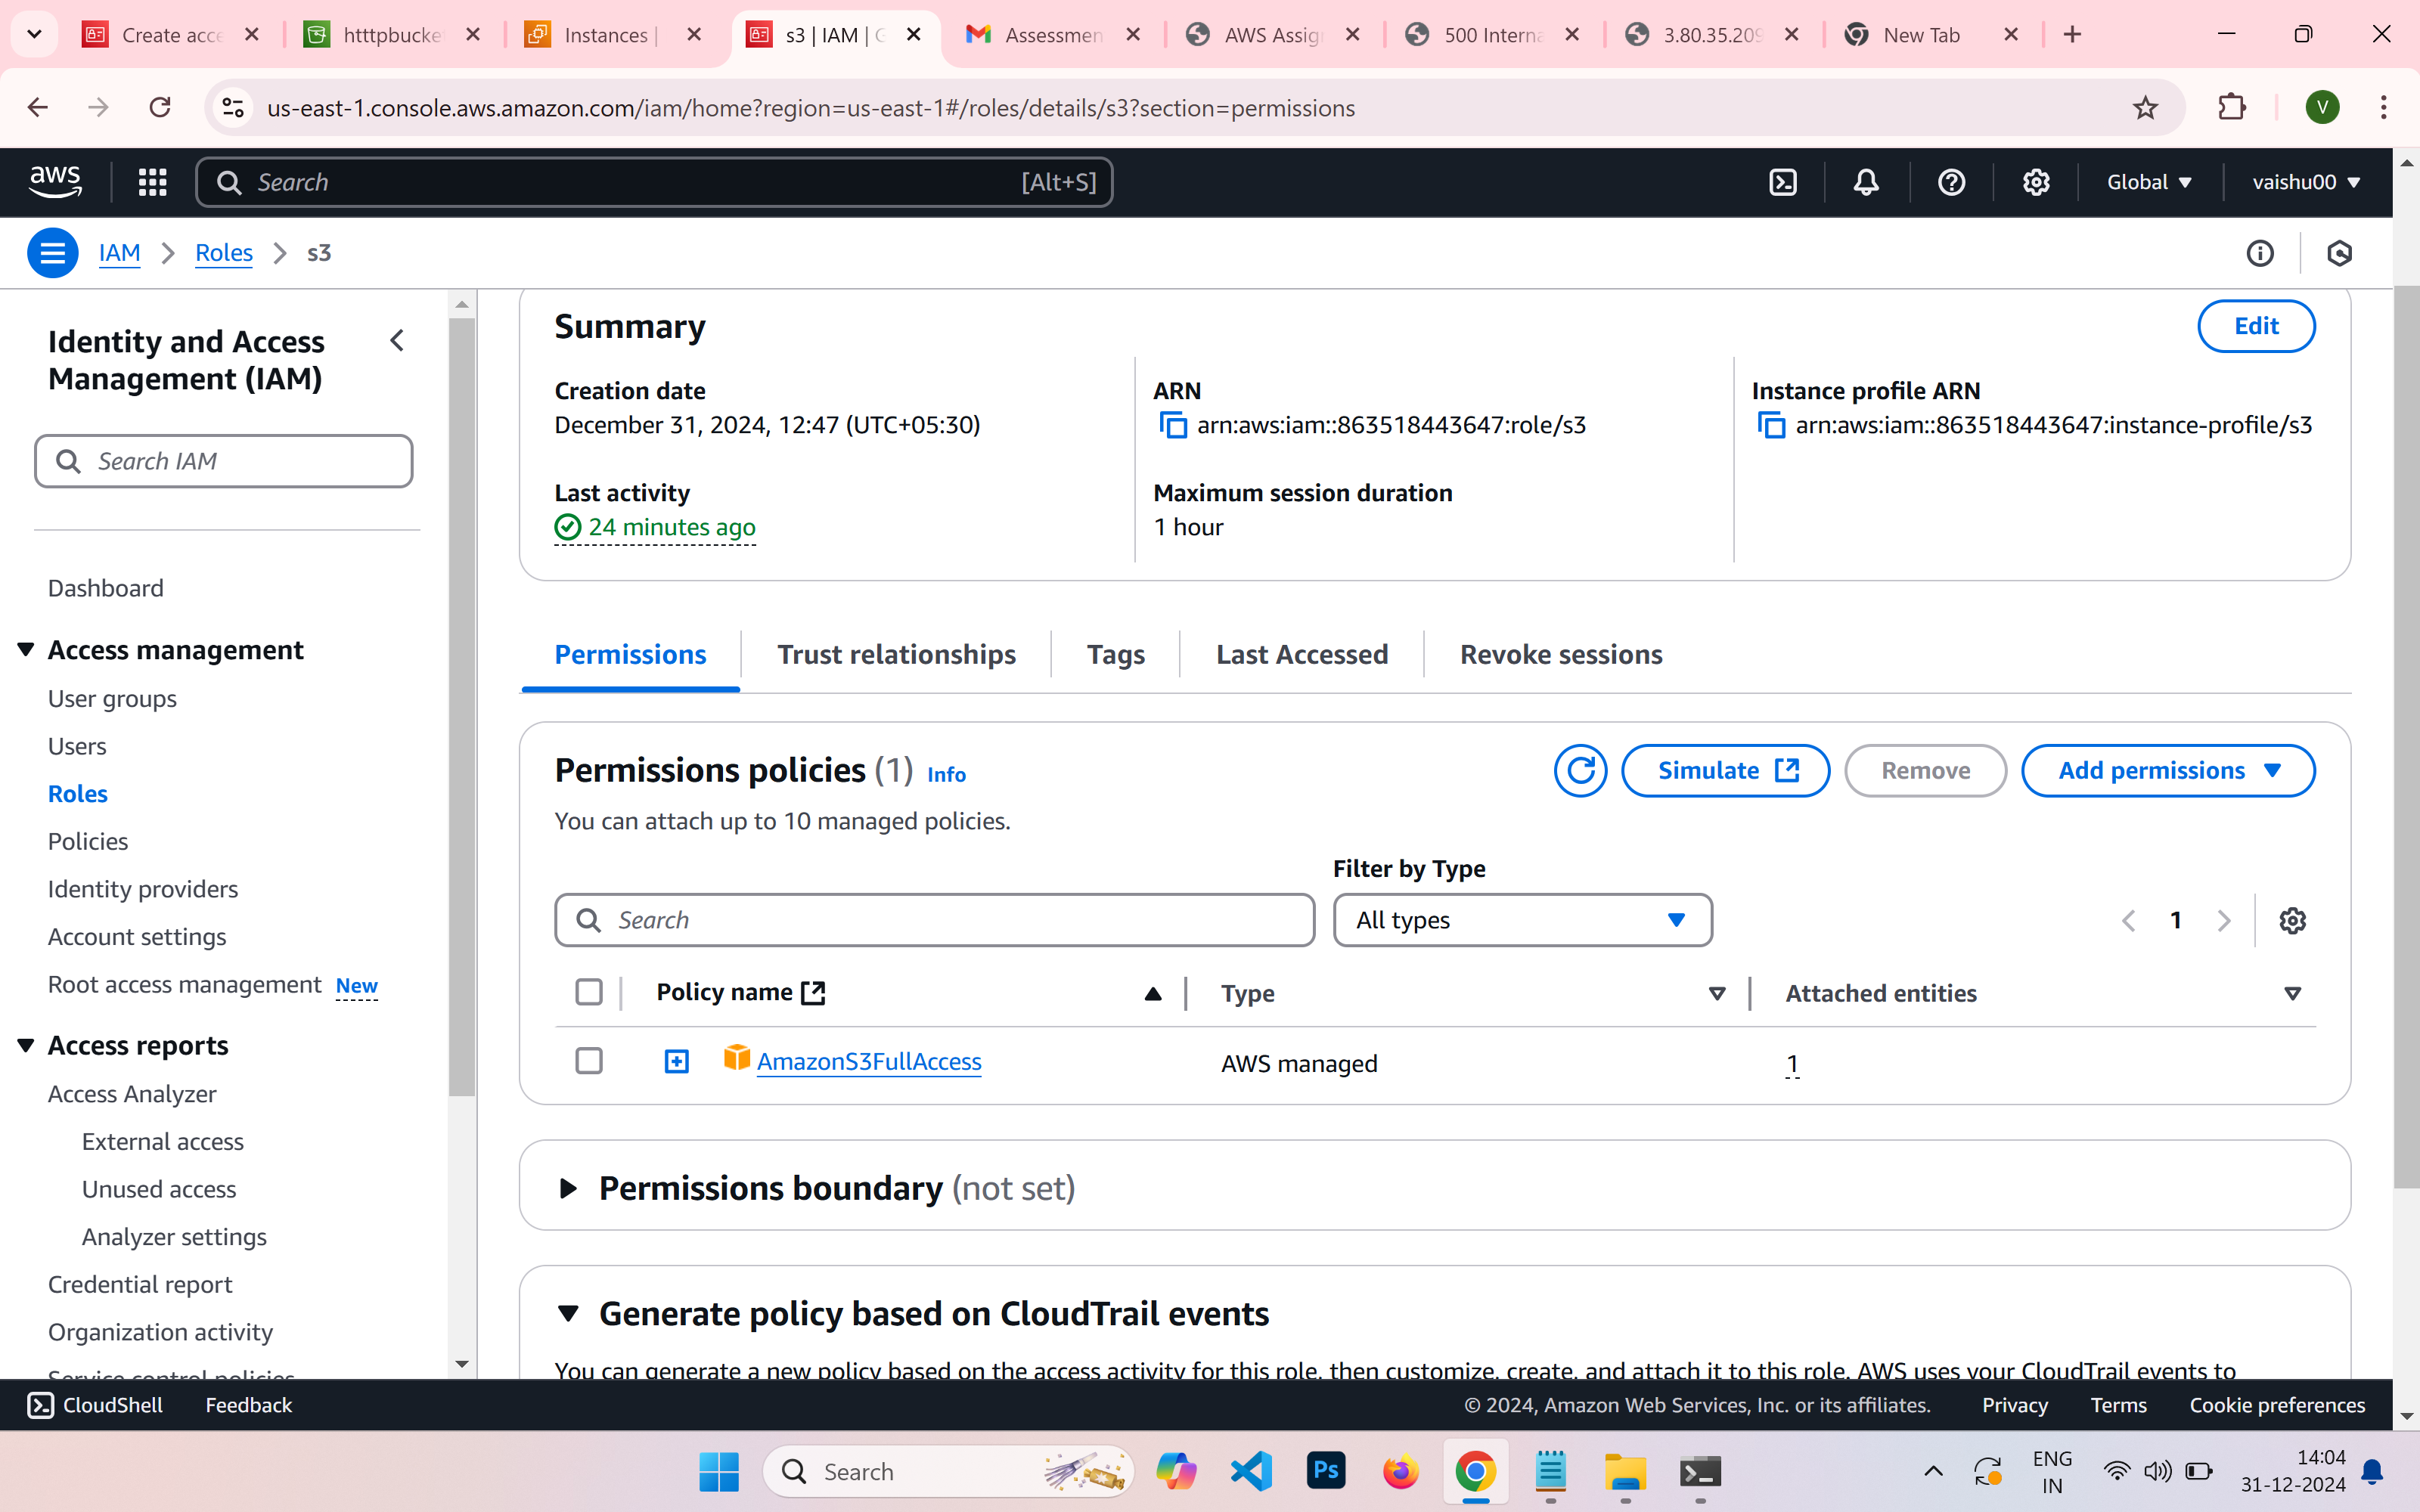 Create acce
htttpbucke
Instances |
s3 | IAM | G
Assessmen
AWS Assig
500 Interna
3.80.35.209
New Tab
us-east-1.console.aws.amazon.com/iam/home?region=us-east-1#/roles/details/s3?section=permissions
V
aws
Search
[Alt+S]
Global
vaishu00
IAM
Roles
s3
Identity and Access
Management (IAM)
Search IAM
Dashboard
Access management
User groups
Users
Roles
Policies
Identity providers
Account settings
Root access management New
Access reports
Access Analyzer
External access
Unused access
Analyzer settings
Credential report
Organization activity
Service control policies
Summary
Edit
Creation date
December 31, 2024, 12:47 (UTC+05:30)
ARN
arn:aws:iam::863518443647:role/s3
Instance profile ARN
arn:aws:iam::863518443647:instance-profile/s3
Last activity
24 minutes ago
Maximum session duration
1 hour
Permissions
Trust relationships
Tags
Last Accessed
Revoke sessions
Permissions policies (1) Info
Simulate
Remove
Add permissions
You can attach up to 10 managed policies.
Filter by Type
Search
All types
1
Policy name
Type
Attached entities
AmazonS3FullAccess
AWS managed
1
Permissions boundary (not set)
Generate policy based on CloudTrail events
You can generate a new policy based on the access activity for this role, then customize, create, and attach it to this role. AWS uses your CloudTrail events to
CloudShell
Feedback
© 2024, Amazon Web Services, Inc. or its affiliates.
Privacy
Terms
Cookie preferences
Search
Ps
ENG
IN
14:04
31-12-2024